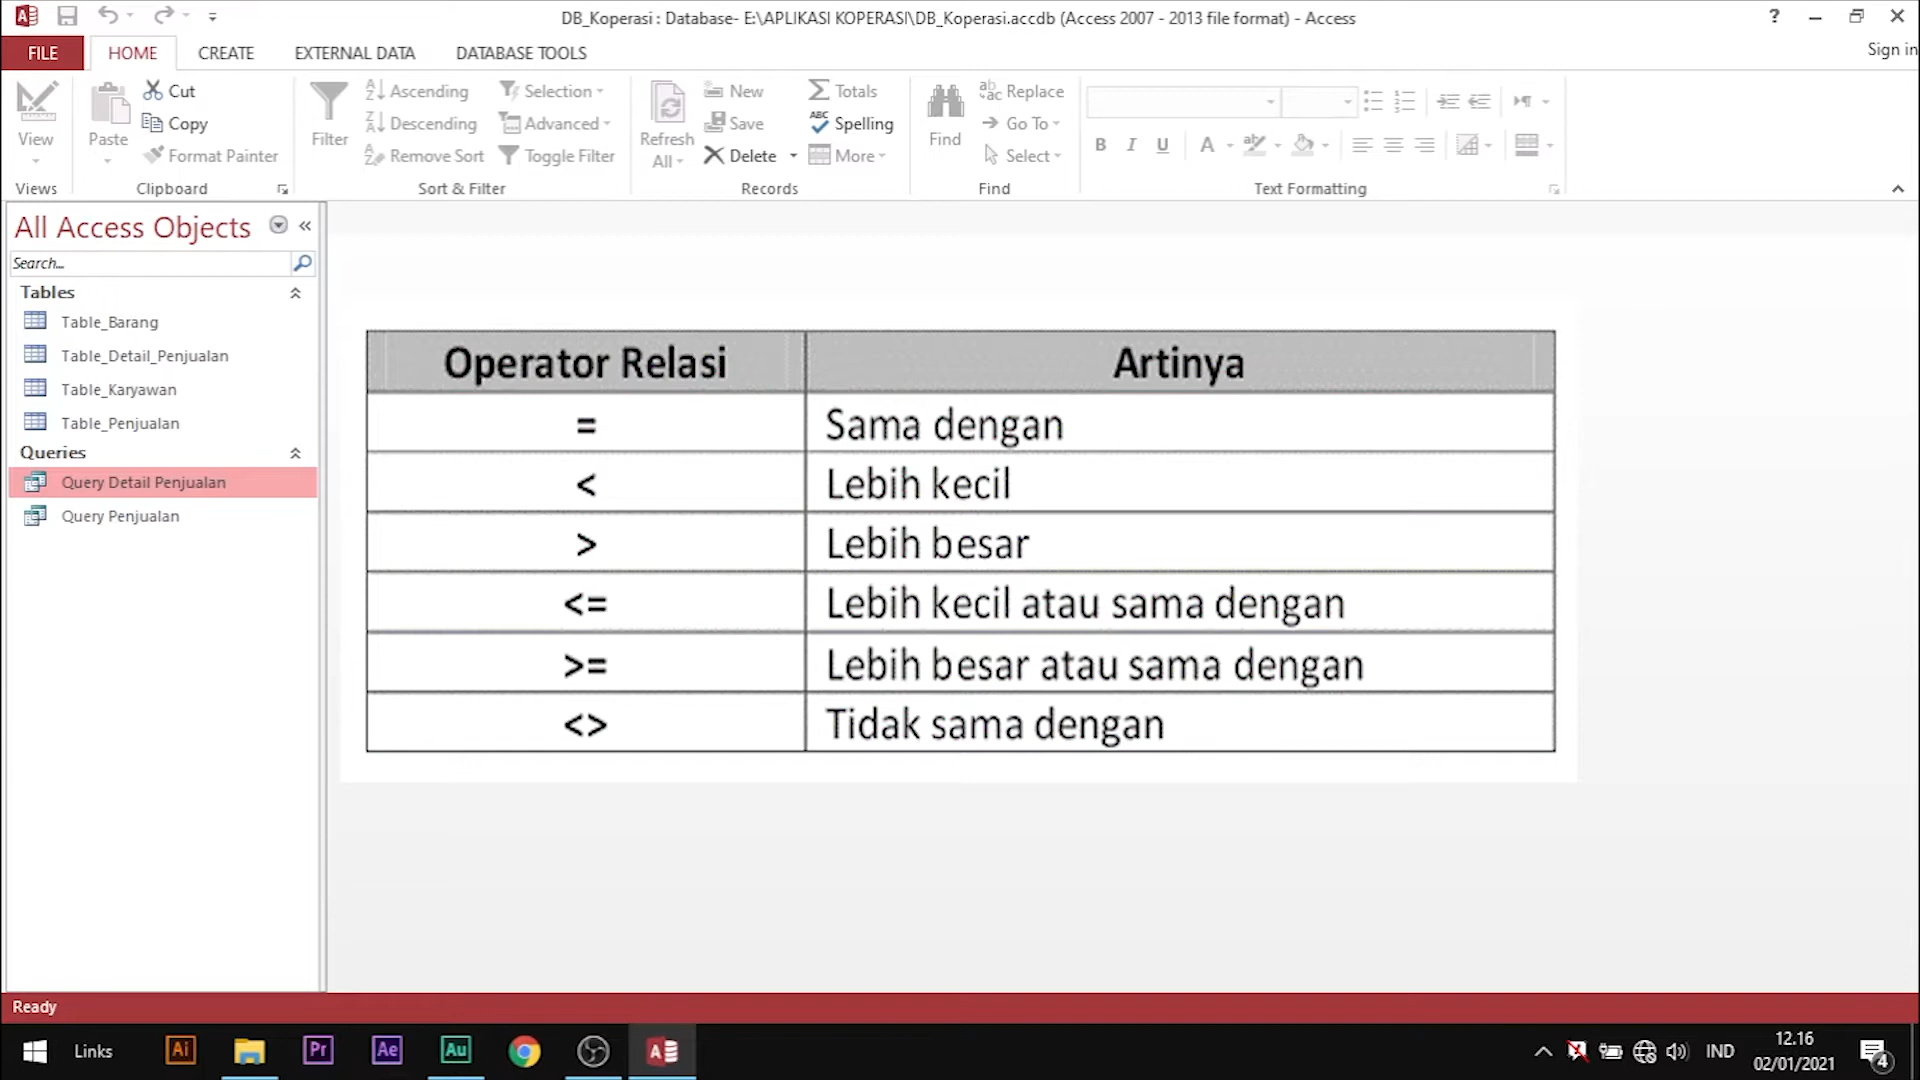 DB_Koperasi : Database- E:\APLIKASI KOPERASI\DB_Koperasi.accdb (Access 2007 - 2013 file format) - Access
?
Sign in
FILE HOME CREATE EXTERNAL DATA DATABASE TOOLS
View
Views
Paste
Cut
Copy
Format Painter
Clipboard
Filter
Ascending
Descending
Remove Sort
Selection
Advanced
Toggle Filter
Sort & Filter
Refresh
All
New
Save
Delete
Totals
Spelling
More
Records
Find
Replace
Go To
Select
Find
B I U A
Text Formatting
All Access Objects
Search...
Tables
Table_Barang
Table_Detail_Penjualan
Table_Karyawan
Table_Penjualan
Queries
Query Detail Penjualan
Query Penjualan
Operator Relasi Artinya
= Sama dengan
< Lebih kecil
> Lebih besar
<= Lebih kecil atau sama dengan
>= Lebih besar atau sama dengan
<> Tidak sama dengan
Ready
Links
Ai
Pr
Ae
Au
IND
12.16
02/01/2021
4